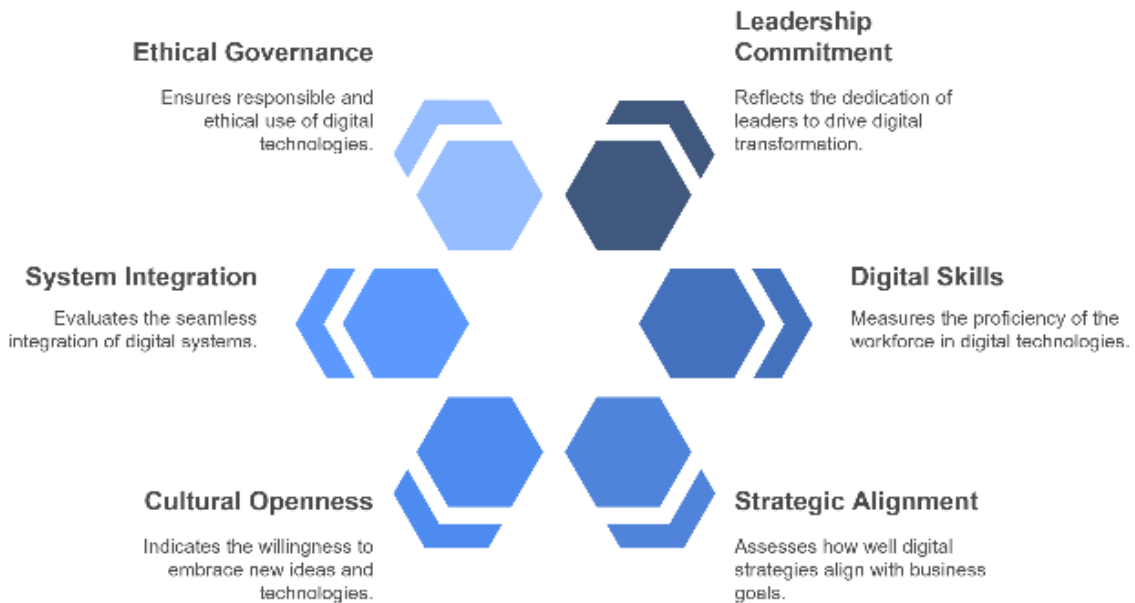 Ethical Governance
Ensures responsible and
ethical use of digital
technologies.
Leadership
Commitment
Reflects the dedication of
leaders to drive digital
transformation.
System Integration
Evaluates the seamless
integration of digital systems.
Digital Skills
Measures the proficiency of the
workforce in digital technologies.
Cultural Openness
Indicates the willingness to
embrace new ideas and
technologies.
Strategic Alignment
Assesses how well digital
strategies align with business
goals.